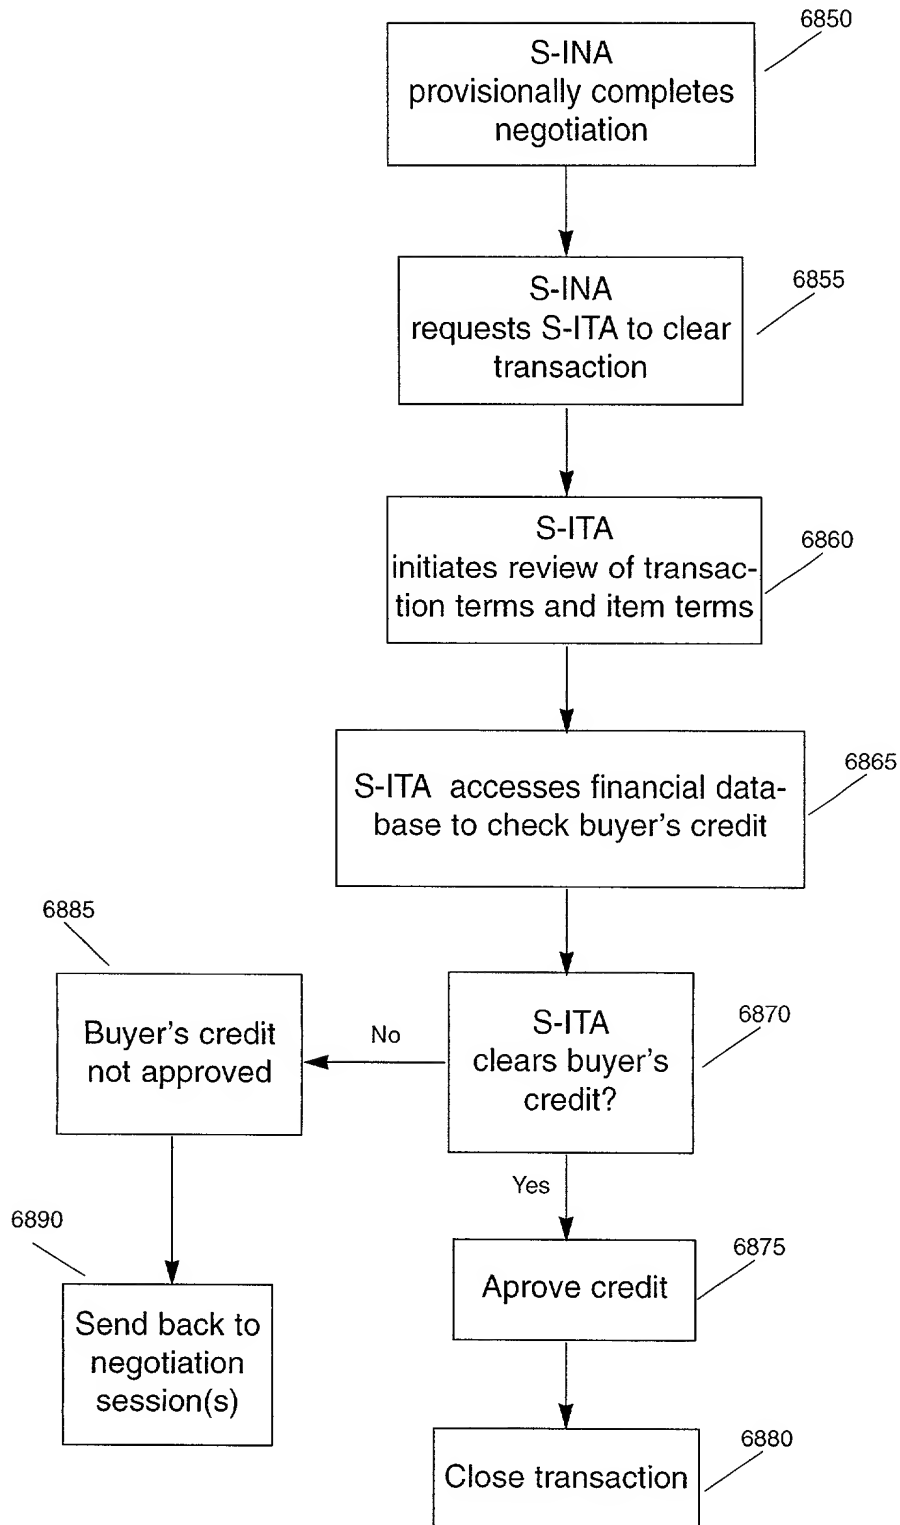 6850
S-INA
provisionally completes
negotiation
6855
S-INA
requests S-ITA to clear
transaction
6860
S-ITA
initiates review of transac-
tion terms and item terms
6865
S-ITA accesses financial data-
base to check buyer's credit
6885
Buyer's credit
not approved
No
6870
S-ITA
clears buyer's
credit?
Yes
6890
Send back to
negotiation
session(s)
6875
Aprove credit
6880
Close transaction